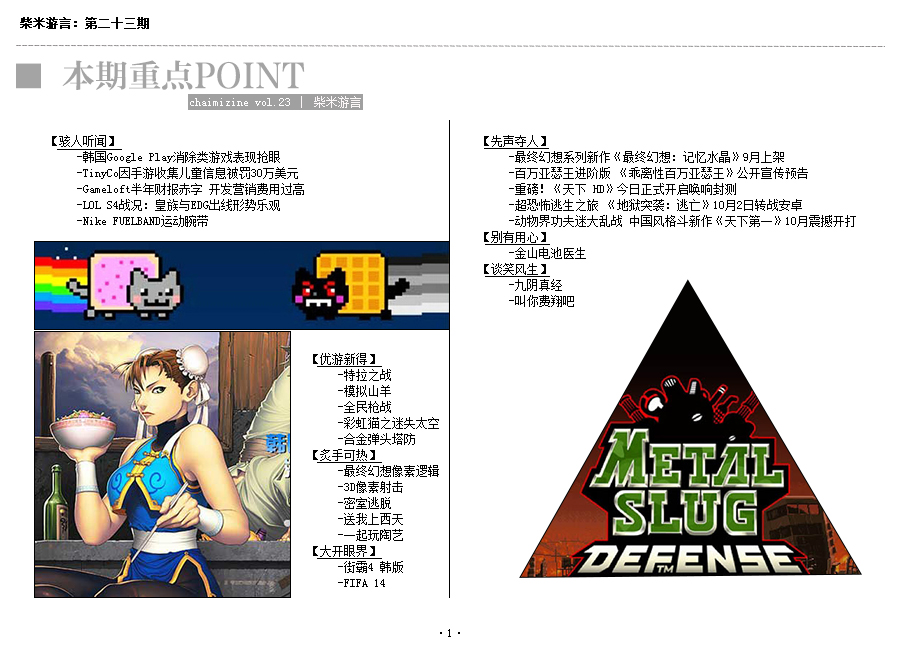 柴米游言：第二十三期
本期重点POINT
chaimizine vol.23 | 柴米游言
【骇人听闻】
-韩国Google Play消除类游戏表现抢眼
-TinyCo因手游收集儿童信息被罚30万美元
-Gameloft半年财报赤字 开发营销费用过高
-LOL S4战况：皇族与EDG出线形势乐观
-Nike FUELBAND运动腕带
【优游新得】
-特拉之战
-模拟山羊
-全民枪战
-彩虹猫之迷失太空
-合金弹头塔防
【炙手可热】
-最终幻想像素逻辑
-3D像素射击
-密室逃脱
-送我上西天
-一起玩陶艺
【大开眼界】
-街霸4 韩版
-FIFA 14
【先声夺人】
-最终幻想系列新作《最终幻想：记忆水晶》9月上架
-百万亚瑟王进阶版 《乖离性百万亚瑟王》公开宣传预告
-重磅！《天下 HD》今日正式开启唤响封测
-超恐怖逃生之旅 《地狱突袭：逃亡》10月2日转战安卓
-动物界功夫迷大乱战 中国风格斗新作《天下第一》10月震撼开打
【别有用心】
-金山电池医生
【谈笑风生】
-九阴真经
-叫你费翔吧
METAL
SLUG
DEFENSE
TM
·1·